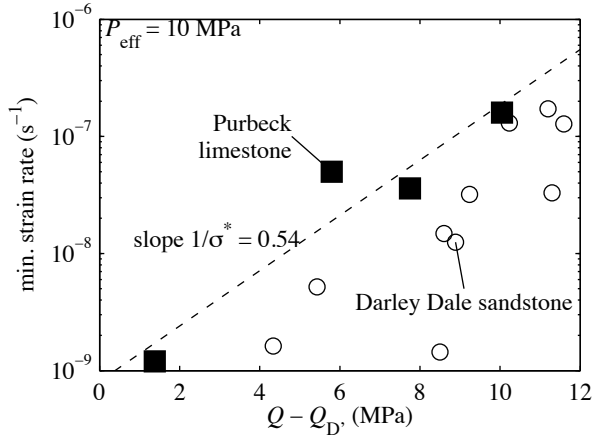 10⁻⁶
P_eff = 10 MPa
min. strain rate (s⁻¹)
10⁻⁷
Purbeck
limestone
slope 1/σ* = 0.54
10⁻⁸
Darley Dale sandstone
10⁻⁹
0 2 4 6 8 10 12
Q – Q_D, (MPa)